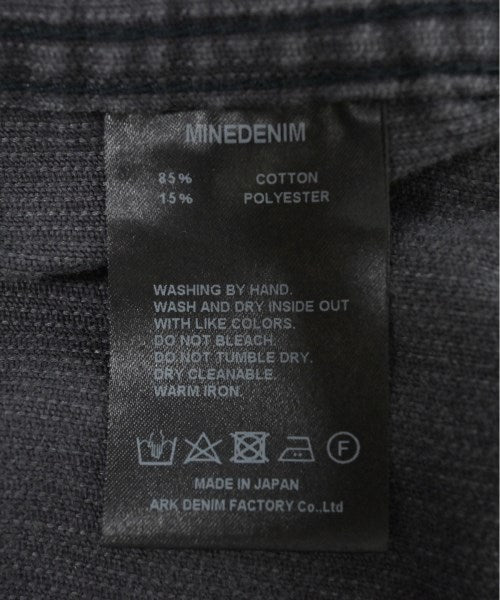 MINEDENIM
85% COTTON
15% POLYESTER
WASHING BY HAND.
WASH AND DRY INSIDE OUT
WITH LIKE COLORS.
DO NOT BLEACH.
DO NOT TUMBLE DRY.
DRY CLEANABLE.
WARM IRON.
F
MADE IN JAPAN
ARK DENIM FACTORY Co.,Ltd